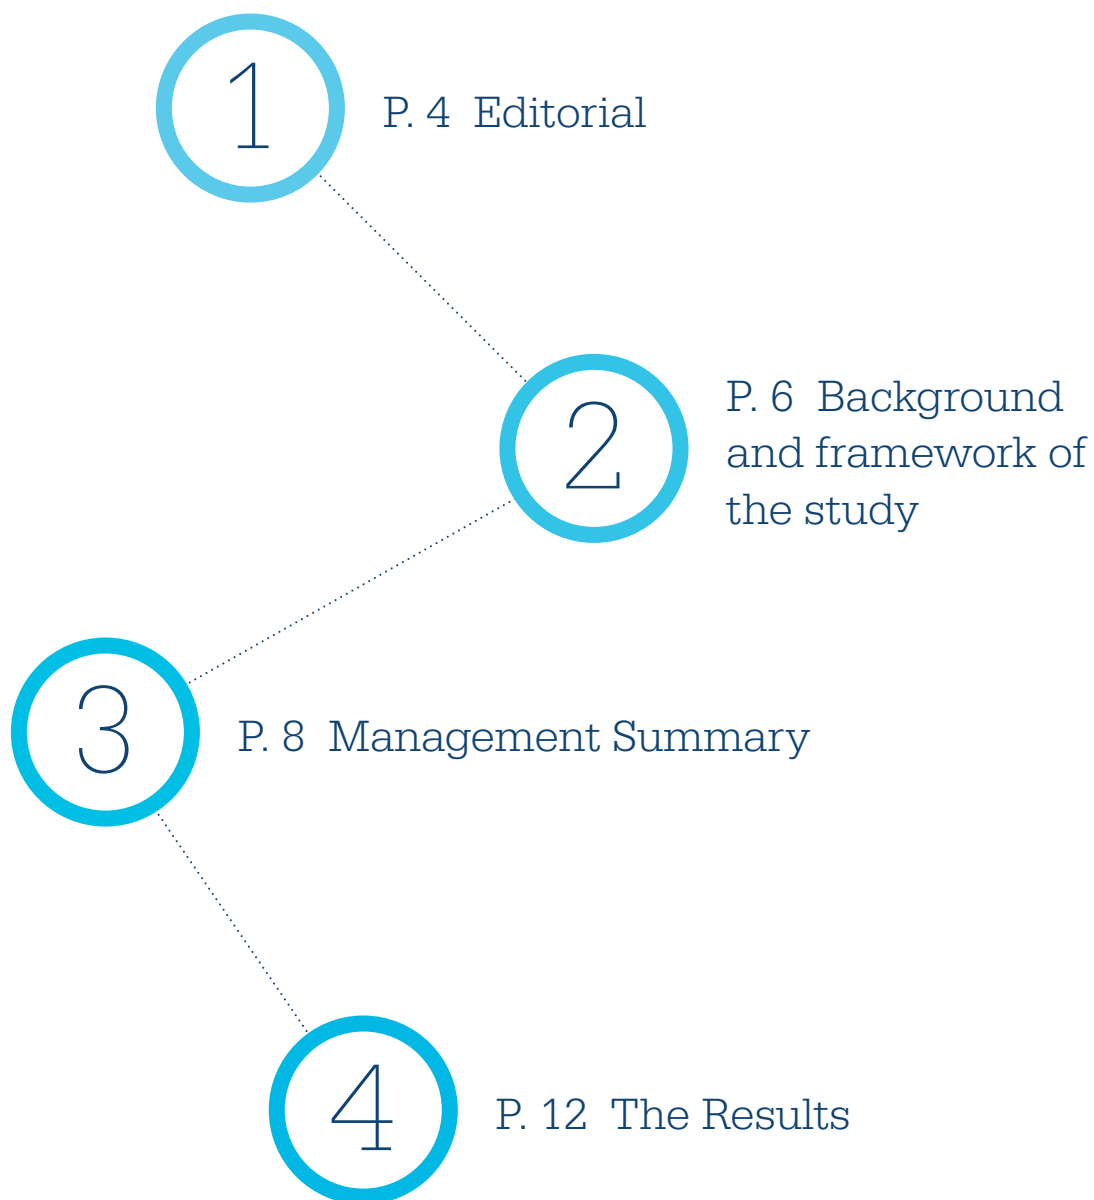 1
P. 4 Editorial
2
P. 6 Background
and framework of
the study
3
P. 8 Management Summary
4
P. 12 The Results